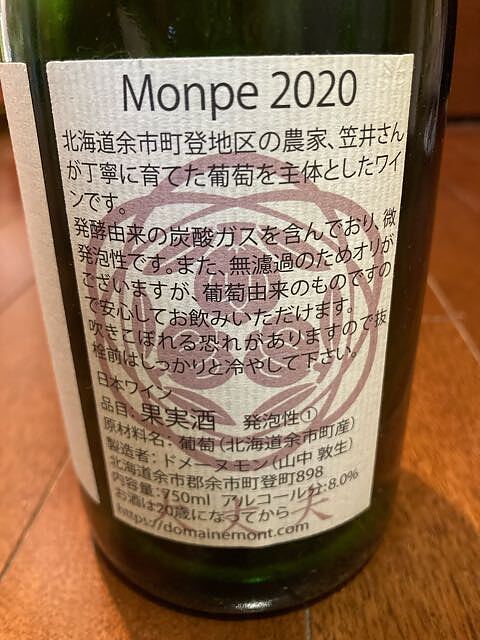 Monpe 2020
北海道余市町登地区の農家、笠井さん
が丁寧に育てた葡萄を主体としたワイ
ンです。
発酵由来の炭酸ガスを含んでおり、微
発泡性です。また、無濾過のためオリが
ございますが、葡萄由来のものですの
で安心してお飲みいただけます。
吹きこぼれる恐れがありますので抜
栓前はしっかりと冷やして下さい。
日本ワイン
品目:果実酒 発泡性①
原材料名:葡萄(北海道余市町産)
製造者:ドメーヌモン(山中 敦生)
北海道余市郡余市町登町898
内容量:750ml アルコール分:8.0%
お酒は20歳になってから
https://domainemont.com